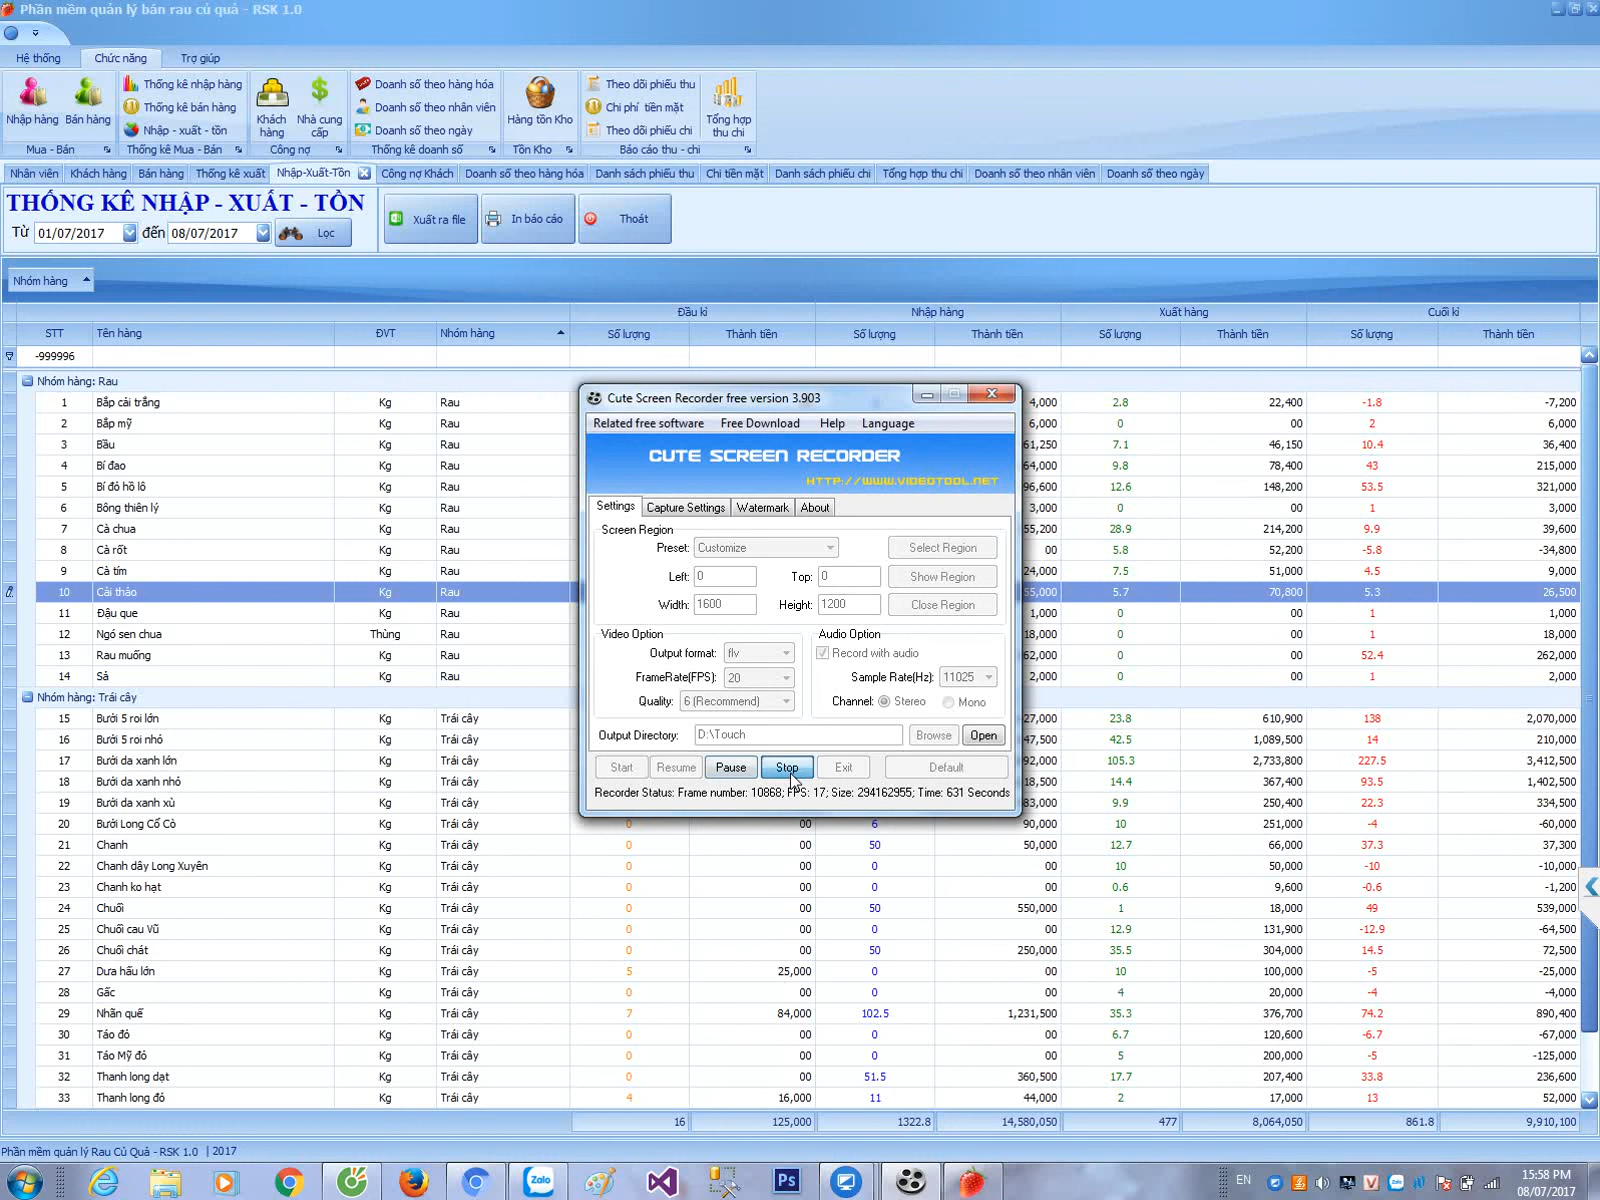 Phần mềm quản lý bán rau củ quả - RSK 1.0
Hệ thống Chức năng Trợ giúp
Nhập hàng Bán hàng Thống kê nhập hàng Thống kê bán hàng Nhập - xuất - tồn Khách hàng Nhà cung cấp Doanh số theo hàng hóa Doanh số theo nhân viên Doanh số theo ngày Hàng tồn Kho Theo dõi phiếu thu Chi phí tiền mặt Theo dõi phiếu chi Tổng hợp thu chi
Mua - Bán Thống kê Mua - Bán Công nợ Thống kê doanh số Tồn Kho Báo cáo thu - chi
Nhân viên Khách hàng Bán hàng Thống kê xuất Nhập-Xuất-Tồn Công nợ Khách Doanh số theo hàng hóa Danh sách phiếu thu Chi tiền mặt Danh sách phiếu chi Tổng hợp thu chi Doanh số theo nhân viên Doanh số theo ngày
THỐNG KÊ NHẬP - XUẤT - TỒN
Từ 01/07/2017 đến 08/07/2017 Lọc
Xuất ra file In báo cáo Thoát
Nhóm hàng
Đầu kì Nhập hàng Xuất hàng Cuối kì
STT Tên hàng ĐVT Nhóm hàng Số lượng Thành tiền Số lượng Thành tiền Số lượng Thành tiền Số lượng Thành tiền
-999996
Nhóm hàng: Rau
1 Bắp cải trắng Kg Rau 4,000 2.8 22,400 -1.8 -7,200
2 Bắp mỹ Kg Rau 6,000 0 00 2 6,000
3 Bầu Kg Rau 61,250 7.1 46,150 10.4 36,400
4 Bí đao Kg Rau 64,000 9.8 78,400 43 215,000
5 Bí đỏ hồ lô Kg Rau 96,600 12.6 148,200 53.5 321,000
6 Bông thiên lý Kg Rau 3,000 0 00 1 3,000
7 Cà chua Kg Rau 55,200 28.9 214,200 9.9 39,600
8 Cà rốt Kg Rau 00 5.8 52,200 -5.8 -34,800
9 Cà tím Kg Rau 24,000 7.5 51,000 4.5 9,000
10 Cải thảo Kg Rau 55,000 5.7 70,800 5.3 26,500
11 Đậu que Kg Rau 1,000 0 00 1 1,000
12 Ngó sen chua Thùng Rau 18,000 0 00 1 18,000
13 Rau muống Kg Rau 62,000 0 00 52.4 262,000
14 Sả Kg Rau 2,000 0 00 1 2,000
Nhóm hàng: Trái cây
15 Bưởi 5 roi lớn Kg Trái cây 27,000 23.8 610,900 138 2,070,000
16 Bưởi 5 roi nhỏ Kg Trái cây 47,500 42.5 1,089,500 14 210,000
17 Bưởi da xanh lớn Kg Trái cây 92,000 105.3 2,733,800 227.5 3,412,500
18 Bưởi da xanh nhỏ Kg Trái cây 18,500 14.4 367,400 93.5 1,402,500
19 Bưởi da xanh xù Kg Trái cây 83,000 9.9 250,400 22.3 334,500
20 Bưởi Long Cổ Cò Kg Trái cây 0 00 6 90,000 10 251,000 -4 -60,000
21 Chanh Kg Trái cây 0 00 50 50,000 12.7 66,000 37.3 37,300
22 Chanh dây Long Xuyên Kg Trái cây 0 00 0 00 10 50,000 -10 -10,000
23 Chanh ko hạt Kg Trái cây 0 00 0 00 0.6 9,600 -0.6 -1,200
24 Chuối Kg Trái cây 0 00 50 550,000 1 18,000 49 539,000
25 Chuối cau Vũ Kg Trái cây 0 00 0 00 12.9 131,900 -12.9 -64,500
26 Chuối chát Kg Trái cây 0 00 50 250,000 35.5 304,000 14.5 72,500
27 Dưa hấu lớn Kg Trái cây 5 25,000 0 00 10 100,000 -5 -25,000
28 Gấc Kg Trái cây 0 00 0 00 4 20,000 -4 -4,000
29 Nhãn quế Kg Trái cây 7 84,000 102.5 1,231,500 35.3 376,700 74.2 890,400
30 Táo đỏ Kg Trái cây 0 00 0 00 6.7 120,600 -6.7 -67,000
31 Táo Mỹ đỏ Kg Trái cây 0 00 0 00 5 200,000 -5 -125,000
32 Thanh long dạt Kg Trái cây 0 00 51.5 360,500 17.7 207,400 33.8 236,600
33 Thanh long đỏ Kg Trái cây 4 16,000 11 44,000 2 17,000 13 52,000
16 125,000 1322.8 14,580,050 477 8,064,050 861.8 9,910,100
Cute Screen Recorder free version 3.903
Related free software Free Download Help Language
CUTE SCREEN RECORDER
HTTP://WWW.VIDEOTOOL.NET
Settings Capture Settings Watermark About
Screen Region
Preset: Customize Select Region
Left: 0 Top: 0 Show Region
Width: 1600 Height: 1200 Close Region
Video Option Audio Option
Output format: flv Record with audio
FrameRate(FPS): 20 Sample Rate(Hz): 11025
Quality: 6 (Recommend) Channel: Stereo Mono
Output Directory: D:\Touch Browse Open
Start Resume Pause Stop Exit Default
Recorder Status: Frame number: 10868; FPS: 17; Size: 294162955; Time: 631 Seconds
Phần mềm quản lý Rau Củ Quả - RSK 1.0 | 2017
Zalo Ps EN 15:58 PM
08/07/2017